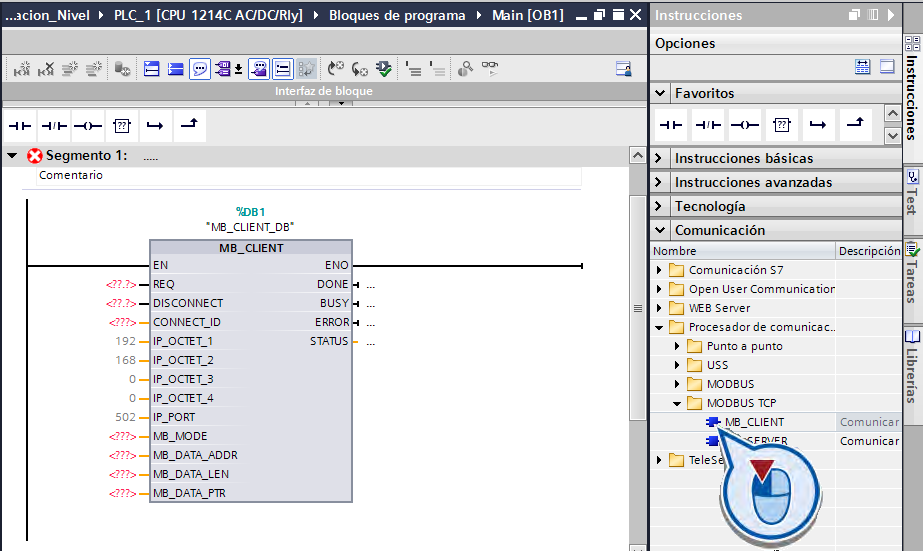 ...acion_Nivel ▸ PLC_1 [CPU 1214C AC/DC/Rly] ▸ Bloques de programa ▸ Main [OB1]
Interfaz de bloque
Segmento 1: .....
Comentario
%DB1
"MB_CLIENT_DB"
MB_CLIENT
EN ENO
<??.?> REQ DONE ...
<??.?> DISCONNECT BUSY ...
<???> CONNECT_ID ERROR ...
192 IP_OCTET_1 STATUS ...
168 IP_OCTET_2
0 IP_OCTET_3
0 IP_OCTET_4
502 IP_PORT
<???> MB_MODE
<???> MB_DATA_ADDR
<???> MB_DATA_LEN
<???> MB_DATA_PTR
Instrucciones
Opciones
Favoritos
??
Instrucciones básicas
Instrucciones avanzadas
Tecnología
Comunicación
Nombre Descripción
Comunicación S7
Open User Communication
WEB Server
Procesador de comunicac..
Punto a punto
USS
MODBUS
MODBUS TCP
MB_CLIENT Comunicar
SERVER Comunicar
TeleSe
Instrucciones
Test
Tareas
Librerías